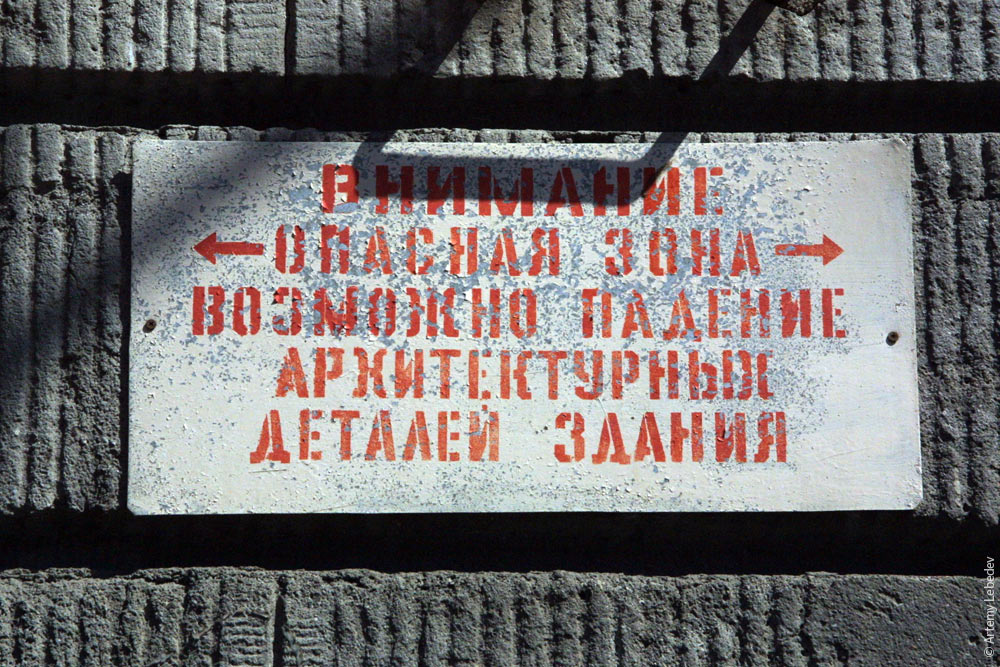 ВНИМАНИЕ
← ОПАСНАЯ ЗОНА →
ВОЗМОЖНО ПАДЕНИЕ
АРХИТЕКТУРНЫХ
ДЕТАЛЕЙ ЗДАНИЯ
© Artemy Lebedev